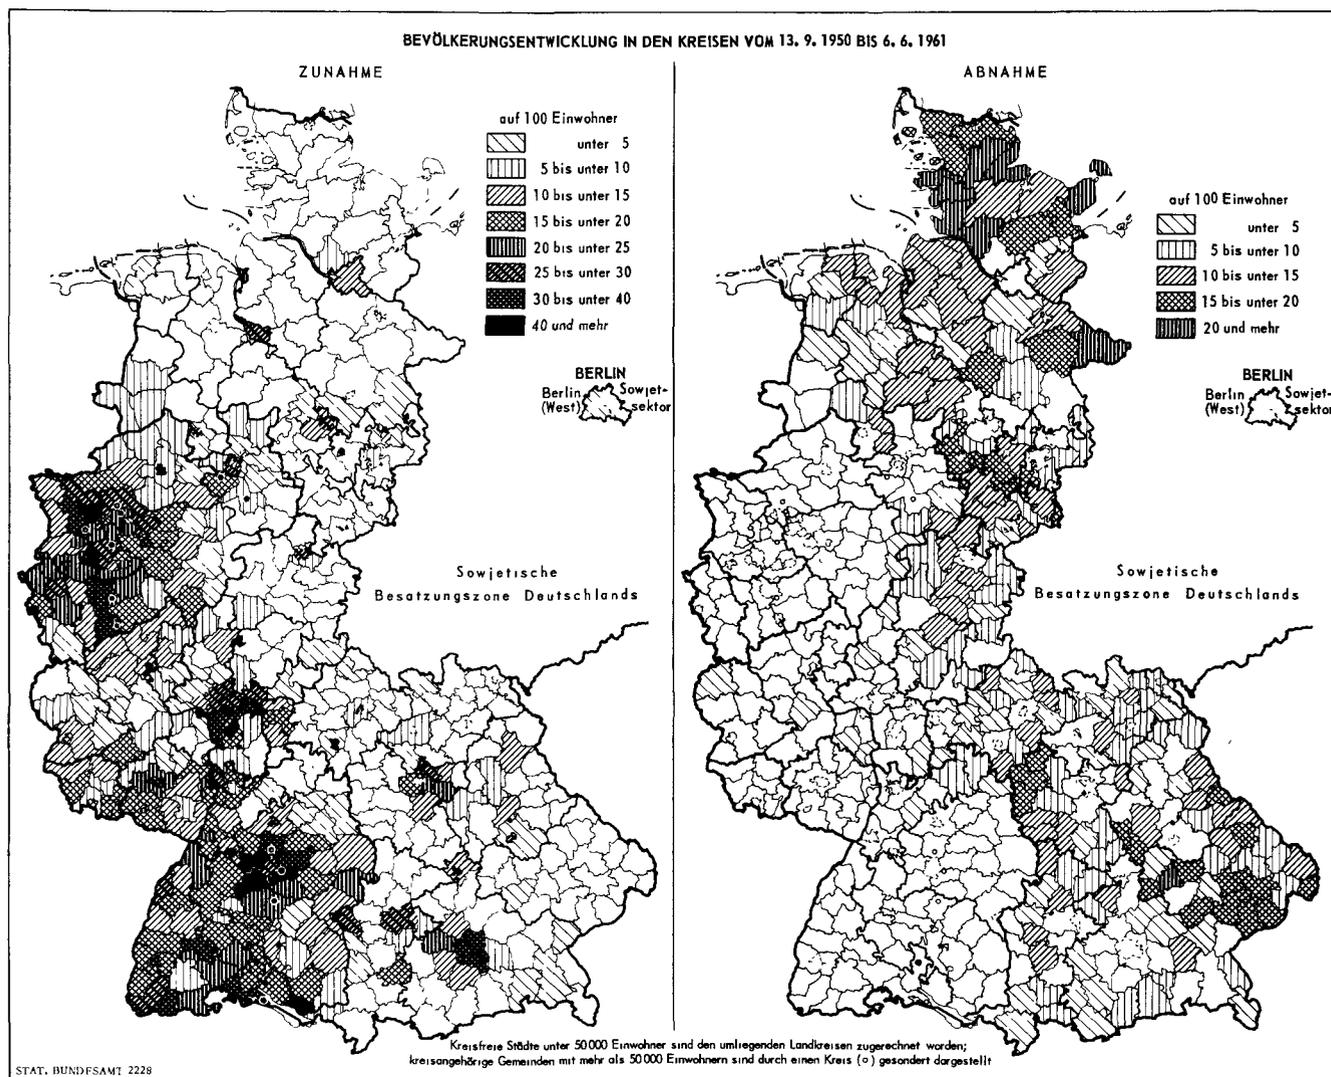 BEVÖLKERUNGSENTWICKLUNG IN DEN KREISEN VOM 13. 9. 1950 BIS 6. 6. 1961
ZUNAHME
auf 100 Einwohner
unter 5
5 bis unter 10
10 bis unter 15
15 bis unter 20
20 bis unter 25
25 bis unter 30
30 bis unter 40
40 und mehr
BERLIN
Berlin (West)
Sowjet-
sektor
Sowjetische
Besatzungszone Deutschlands
ABNAHME
auf 100 Einwohner
unter 5
5 bis unter 10
10 bis unter 15
15 bis unter 20
20 und mehr
BERLIN
Berlin (West)
Sowjet-
sektor
Sowjetische
Besatzungszone Deutschlands
Kreisfreie Städte unter 50000 Einwohner sind den umliegenden Landkreisen zugerechnet worden;
kreisangehörige Gemeinden mit mehr als 50000 Einwohnern sind durch einen Kreis (o) gesondert dargestellt
STAT. BUNDESAMT 2228